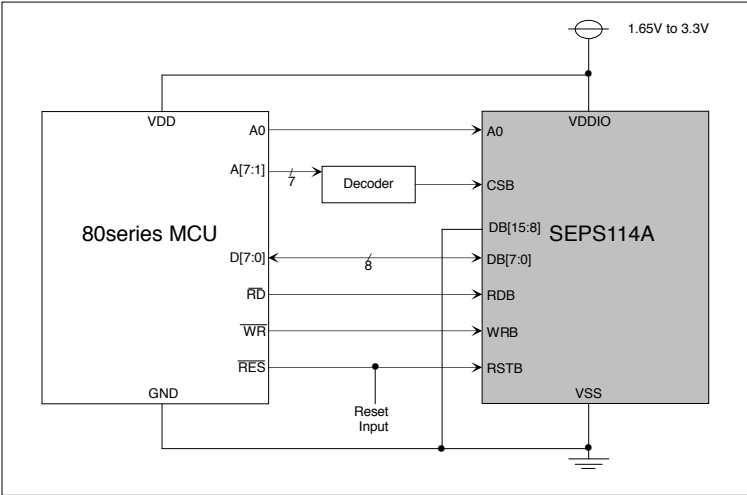 1.65V to 3.3V
VDD
VDDIO
A0
A0
A[7:1]
7
Decoder
CSB
DB[15:8]
80series MCU
SEPS114A
D[7:0]
8
DB[7:0]
RD
RDB
WR
WRB
RES
RSTB
GND
Reset
Input
VSS